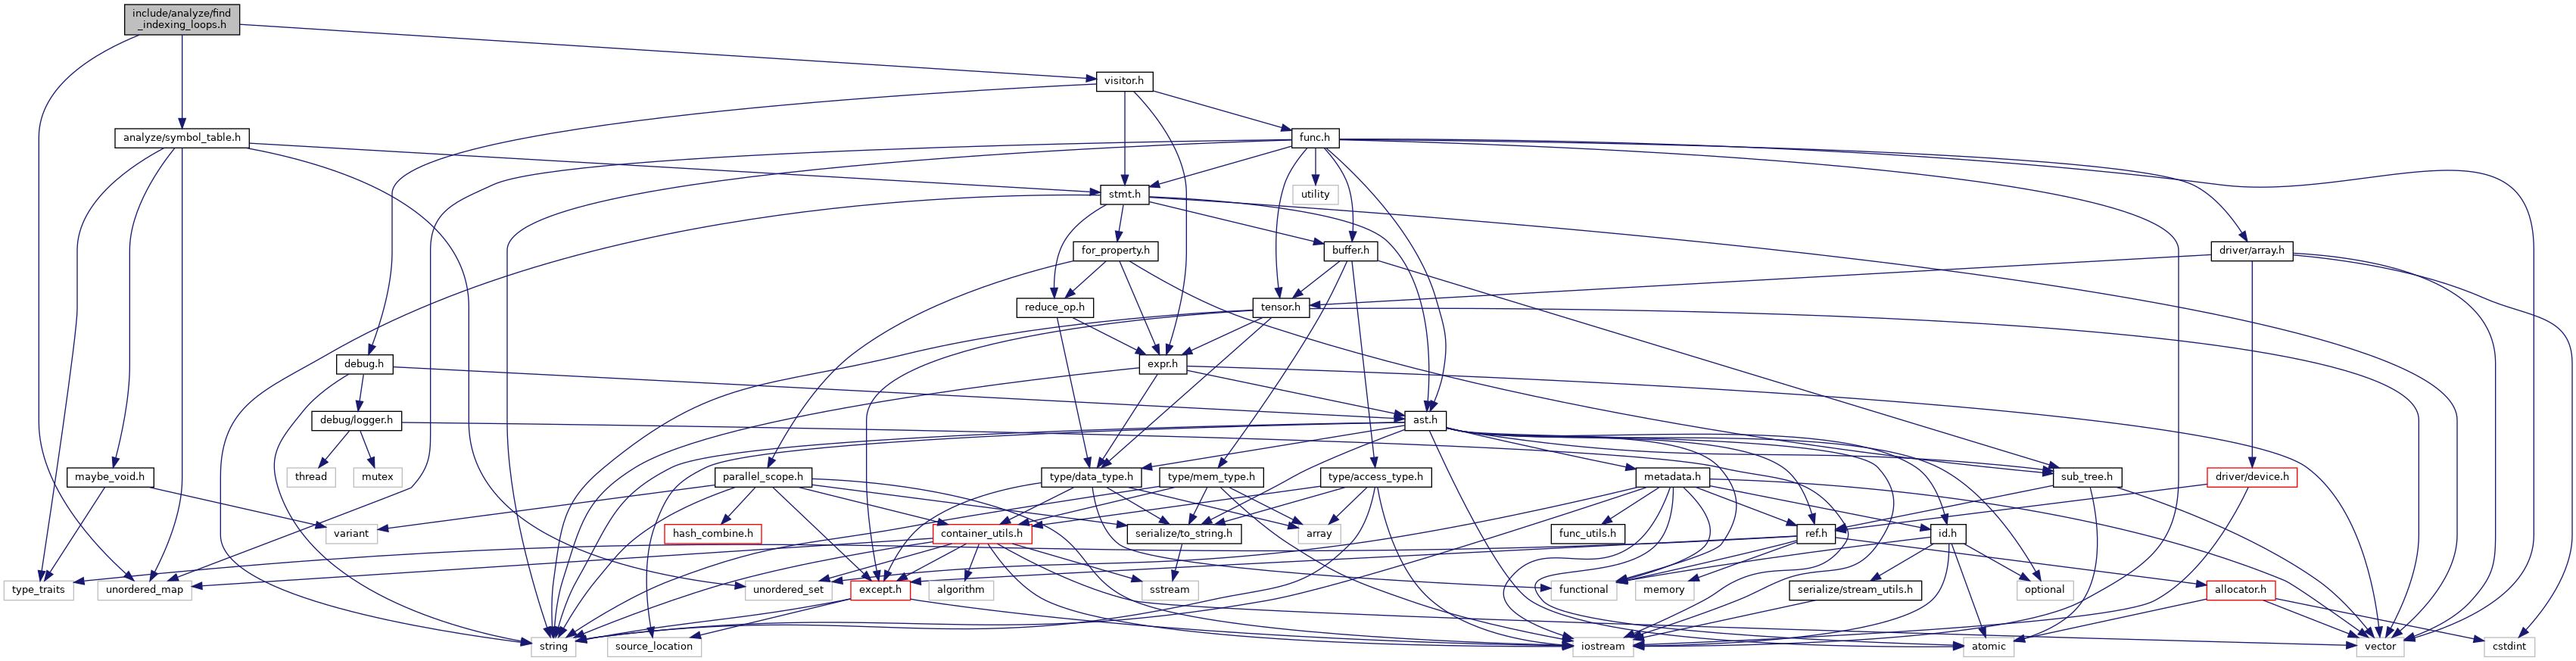 include/analyze/find
_indexing_loops.h
visitor.h
analyze/symbol_table.h
func.h
stmt.h
utility
for_property.h
buffer.h
driver/array.h
reduce_op.h
tensor.h
debug.h
expr.h
debug/logger.h
ast.h
thread
mutex
maybe_void.h
parallel_scope.h
type/data_type.h
type/mem_type.h
type/access_type.h
metadata.h
sub_tree.h
driver/device.h
variant
hash_combine.h
container_utils.h
serialize/to_string.h
array
func_utils.h
ref.h
id.h
type_traits
unordered_map
unordered_set
except.h
algorithm
sstream
functional
memory
serialize/stream_utils.h
optional
allocator.h
string
source_location
iostream
atomic
vector
cstdint